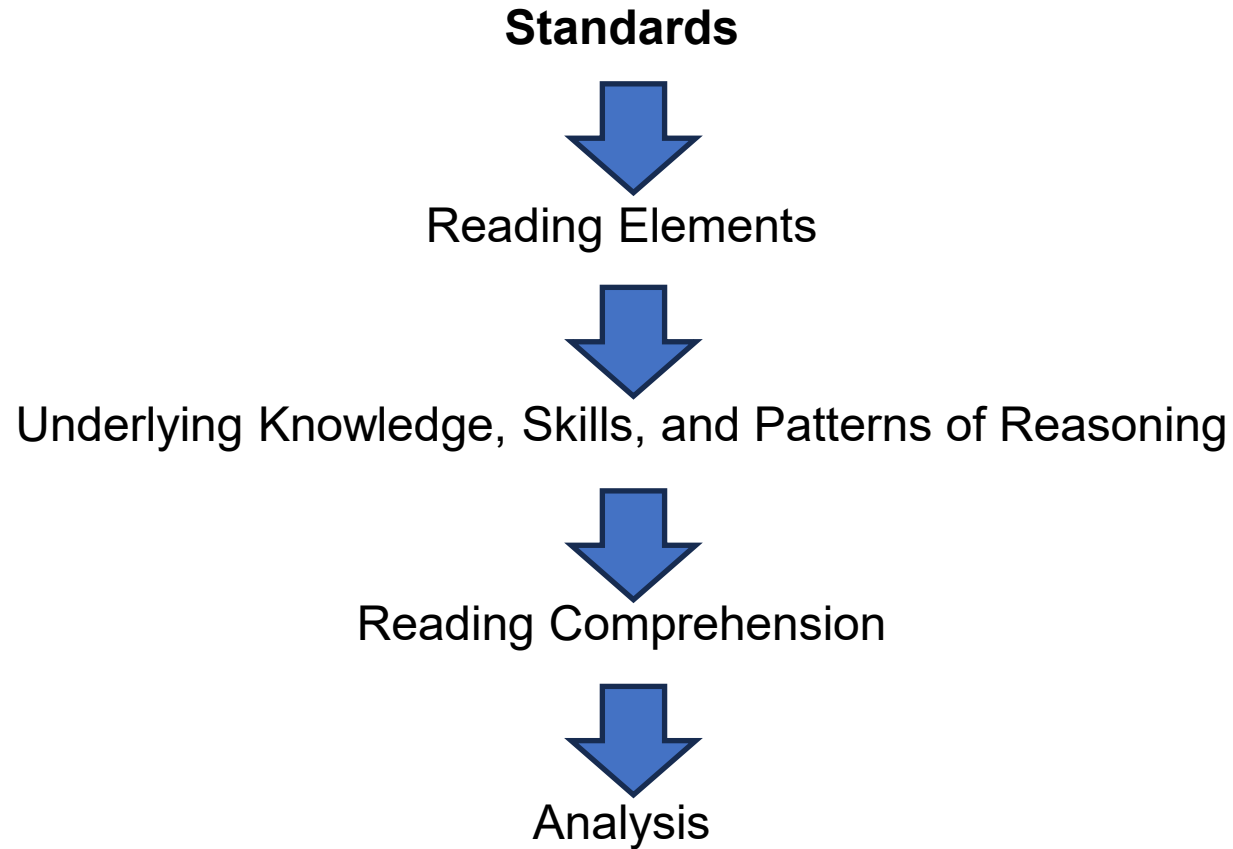 Standards
Reading Elements
Underlying Knowledge, Skills, and Patterns of Reasoning
Reading Comprehension
Analysis